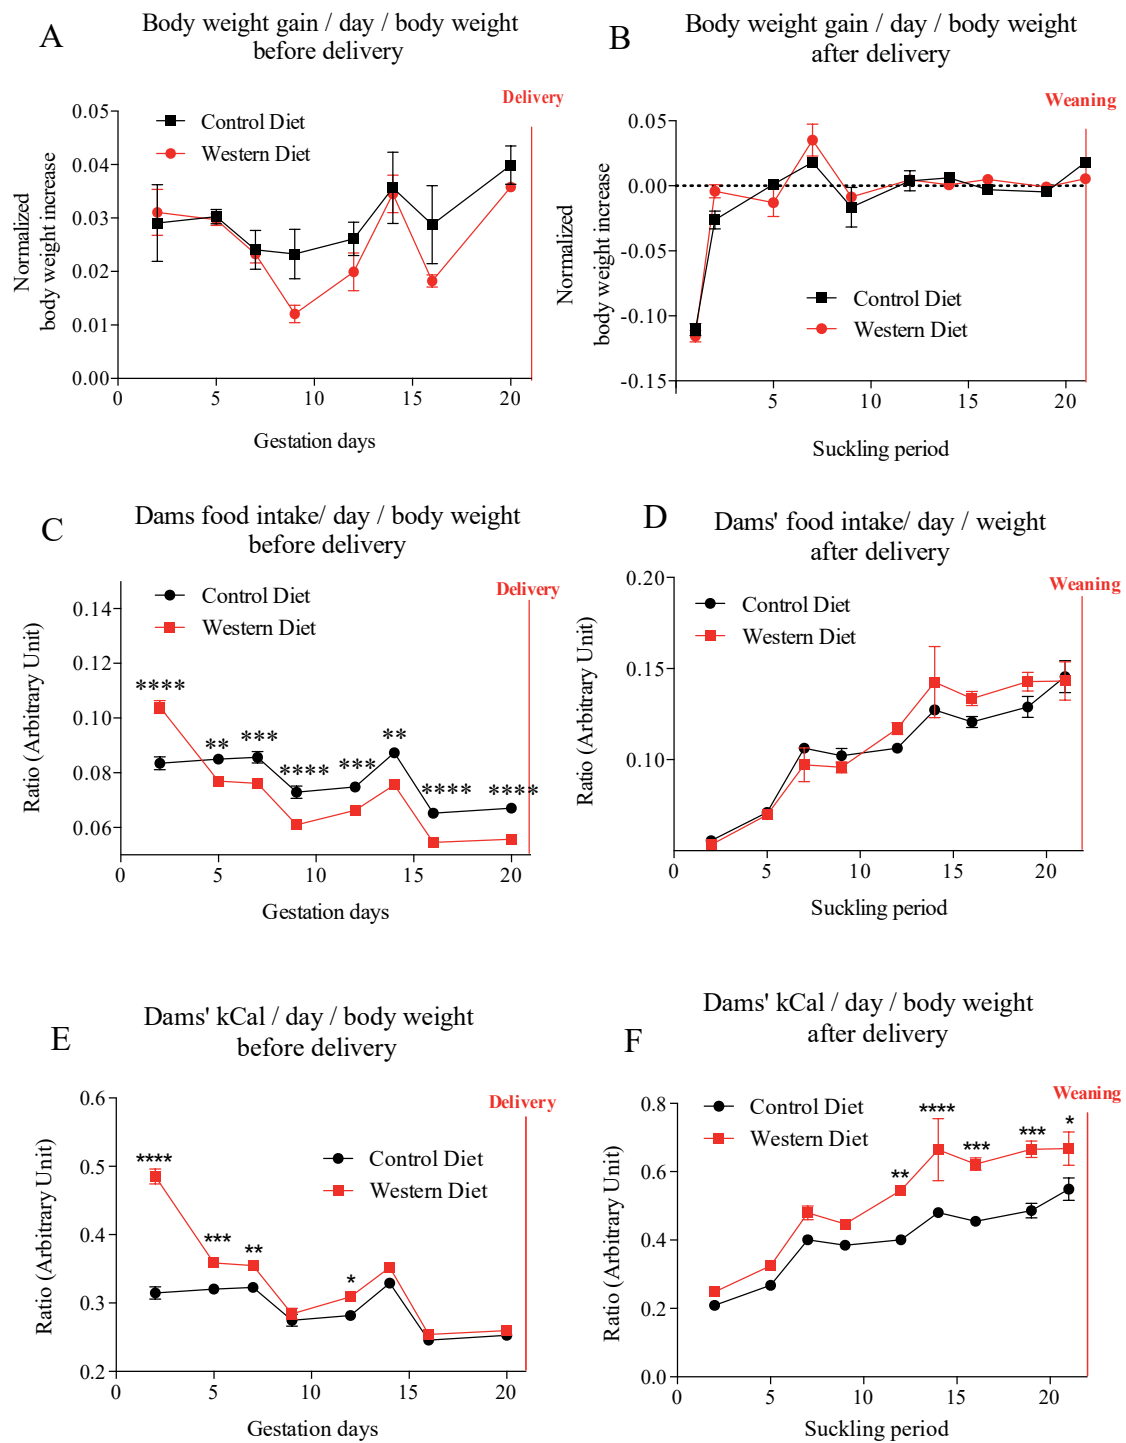 A
Body weight gain / day / body weight
before delivery
Delivery
Control Diet
Western Diet
Normalized
body weight increase
0.05
0.04
0.03
0.02
0.01
0.00
0 5 10 15 20
Gestation days
B
Body weight gain / day / body weight
after delivery
Weaning
Normalized
body weight increase
0.05
0.00
-0.05
-0.10
-0.15
Control Diet
Western Diet
5 10 15 20
Suckling period
C
Dams food intake/ day / body weight
before delivery
Delivery
Control Diet
Western Diet
Ratio (Arbitrary Unit)
0.14
0.12
0.10
0.08
0.06
**** ** *** **** *** ** **** ****
0 5 10 15 20
Gestation days
D
Dams' food intake/ day / weight
after delivery
Weaning
Control Diet
Western Diet
Ratio (Arbitrary Unit)
0.20
0.15
0.10
0 5 10 15 20
Suckling period
E
Dams' kCal / day / body weight
before delivery
Delivery
Control Diet
Western Diet
Ratio (Arbitrary Unit)
0.6
0.5
0.4
0.3
0.2
**** *** ** *
0 5 10 15 20
Gestation days
F
Dams' kCal / day / body weight
after delivery
Weaning
Control Diet
Western Diet
Ratio (Arbitrary Unit)
0.8
0.6
0.4
0.2
0.0
** **** *** *** *
0 5 10 15 20
Suckling period